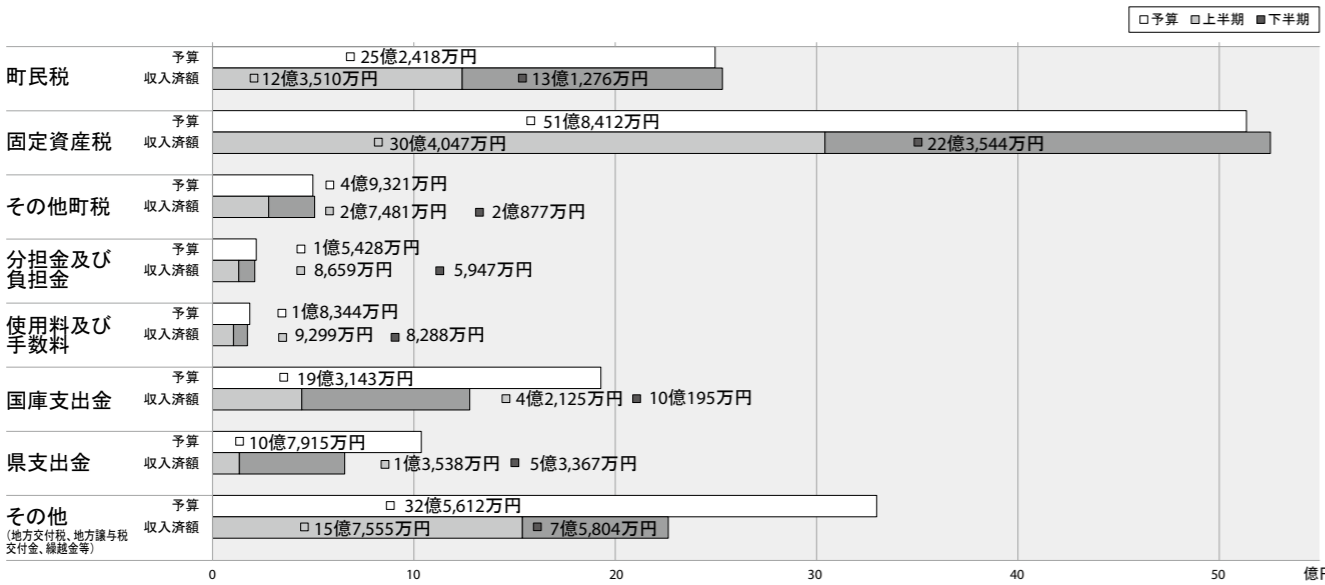 □予算 □上半期 ■下半期
町民税
予算 □ 25億2,418万円
収入済額 □12億3,510万円 ■ 13億1,276万円
固定資産税
予算 □ 51億8,412万円
収入済額 □ 30億4,047万円 ■ 22億3,544万円
その他町税
予算 □ 4億9,321万円
収入済額 □ 2億7,481万円 ■ 2億877万円
分担金及び
負担金
予算 □ 1億5,428万円
収入済額 □ 8,659万円 ■ 5,947万円
使用料及び
手数料
予算 □ 1億8,344万円
収入済額 □ 9,299万円 ■ 8,288万円
国庫支出金
予算 □ 19億3,143万円
収入済額 □ 4億2,125万円 ■ 10億195万円
県支出金
予算 □ 10億7,915万円
収入済額 □1億3,538万円 ■ 5億3,367万円
その他
(地方交付税、地方譲与税
交付金、繰越金等)
予算 □ 32億5,612万円
収入済額 □ 15億7,555万円 ■ 7億5,804万円
0 10 20 30 40 50 億円